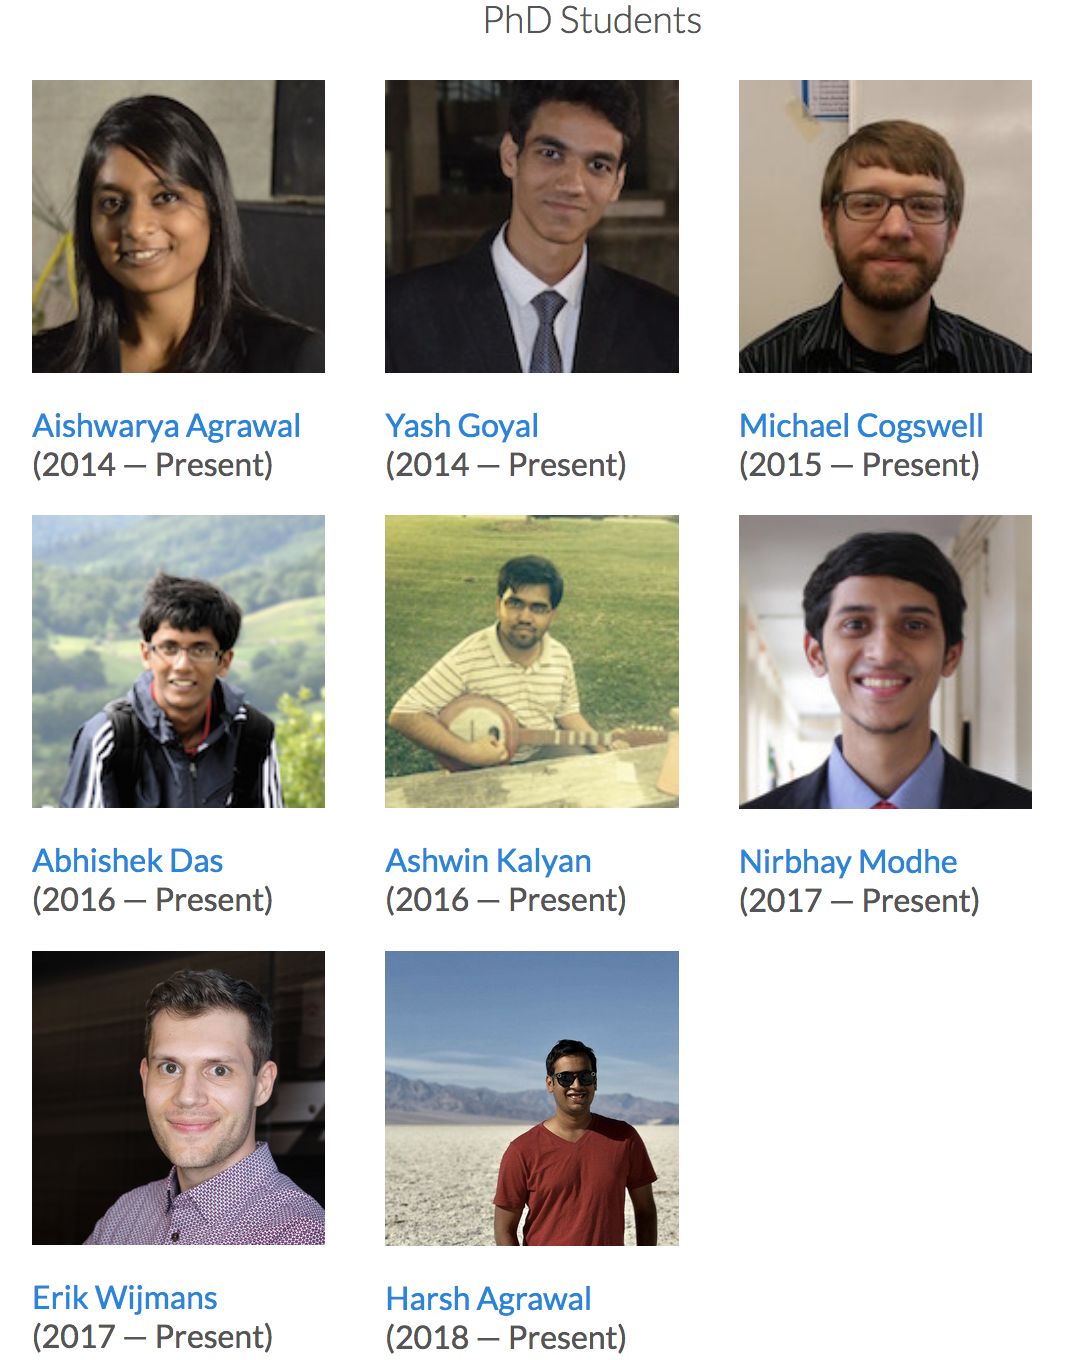 PhD Students
Aishwarya Agrawal
(2014 — Present)
Yash Goyal
(2014 — Present)
Michael Cogswell
(2015 — Present)
Abhishek Das
(2016 — Present)
Ashwin Kalyan
(2016 — Present)
Nirbhay Modhe
(2017 — Present)
Erik Wijmans
(2017 — Present)
Harsh Agrawal
(2018 — Present)